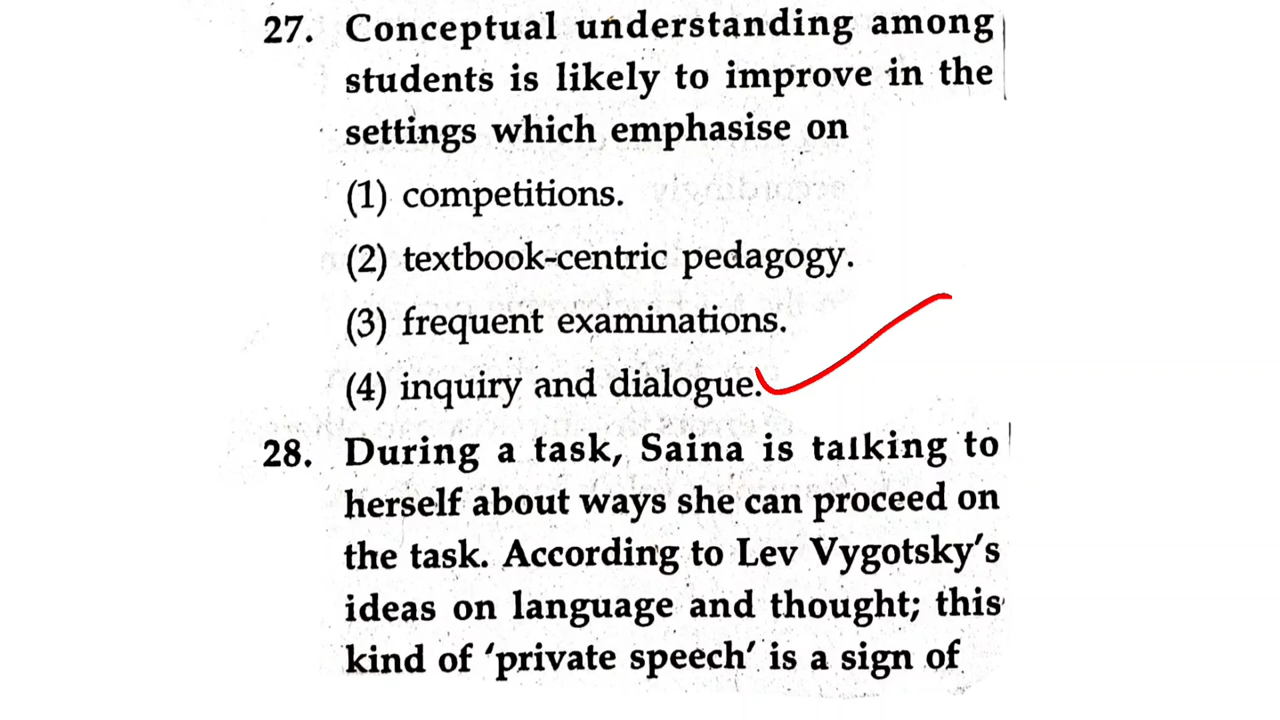 27. Conceptual understanding among
students is likely to improve in the
settings which emphasise on
(1) competitions.
(2) textbook-centric pedagogy.
(3) frequent examinations.
(4) inquiry and dialogue.
28. During a task, Saina is talking to
herself about ways she can proceed on
the task. According to Lev Vygotsky's
ideas on language and thought; this
kind of 'private speech' is a sign of